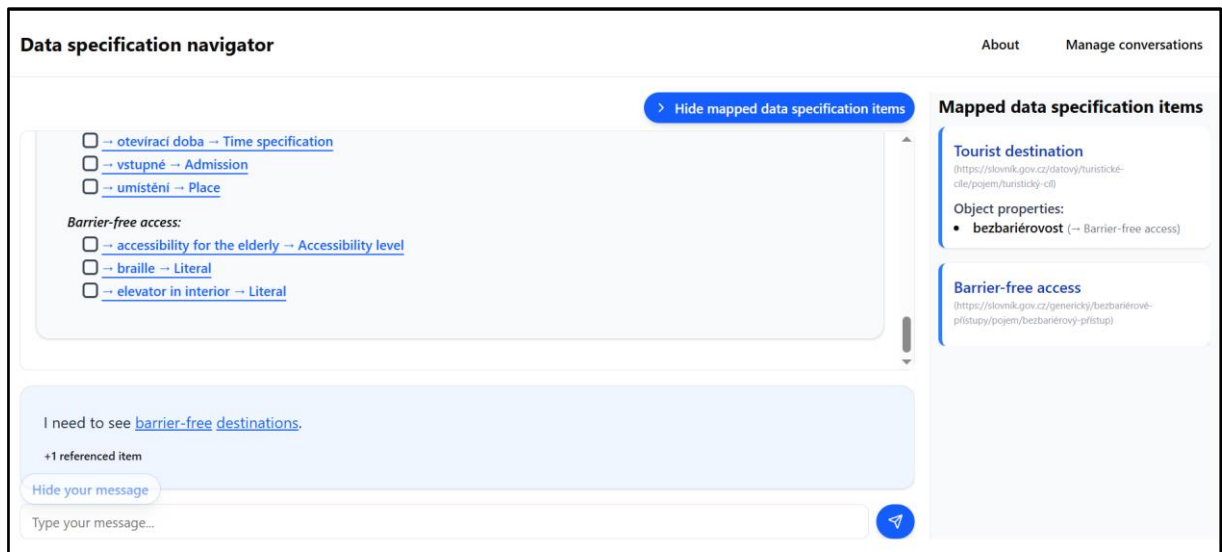 Data specification navigator
About
Manage conversations
> Hide mapped data specification items
→ otevírací doba → Time specification
→ vstupné → Admission
→ umístění → Place
Barrier-free access:
→ accessibility for the elderly → Accessibility level
→ braille → Literal
→ elevator in interior → Literal
I need to see barrier-free destinations.
+1 referenced item
Hide your message
Type your message...
Mapped data specification items
Tourist destination
(https://slovník.gov.cz/datový/turistické-
cíle/pojem/turistický-cíl)
Object properties:
• bezbariérovost (→ Barrier-free access)
Barrier-free access
(https://slovník.gov.cz/generický/bezbariérové-
přístupy/pojem/bezbariérový-přístup)